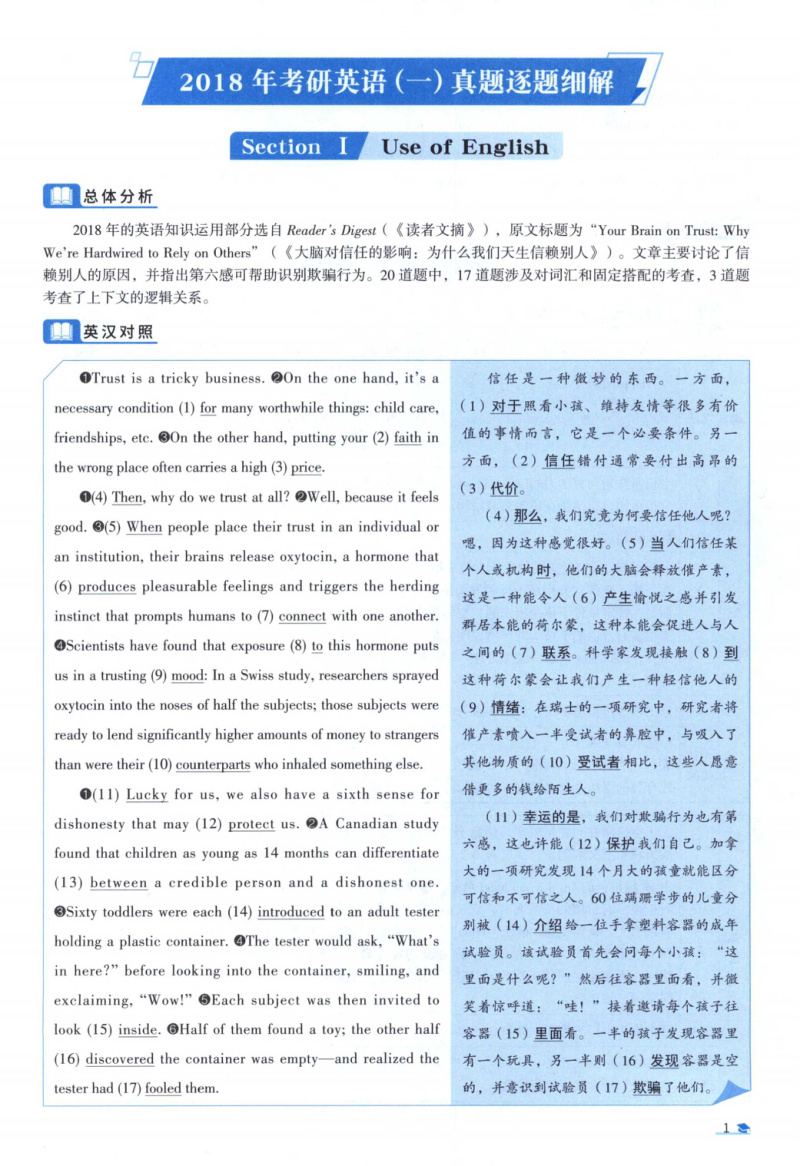 2018 年考研英语（一）真题逐题细解
Section Ⅰ Use of English
总体分析
2018 年的英语知识运用部分选自 Reader's Digest（《读者文摘》），原文标题为“Your Brain on Trust: Why
We're Hardwired to Rely on Others”（《大脑对信任的影响：为什么我们天生信赖别人》）。文章主要讨论了信
赖别人的原因，并指出第六感可帮助识别欺骗行为。20 道题中，17 道题涉及对词汇和固定搭配的考查，3 道题
考查了上下文的逻辑关系。
英汉对照
❶Trust is a tricky business. ❷On the one hand, it's a
necessary condition (1) for many worthwhile things: child care,
friendships, etc. ❸On the other hand, putting your (2) faith in
the wrong place often carries a high (3) price.
❶(4) Then, why do we trust at all? ❷Well, because it feels
good. ❸(5) When people place their trust in an individual or
an institution, their brains release oxytocin, a hormone that
(6) produces pleasurable feelings and triggers the herding
instinct that prompts humans to (7) connect with one another.
❹Scientists have found that exposure (8) to this hormone puts
us in a trusting (9) mood: In a Swiss study, researchers sprayed
oxytocin into the noses of half the subjects; those subjects were
ready to lend significantly higher amounts of money to strangers
than were their (10) counterparts who inhaled something else.
❶(11) Lucky for us, we also have a sixth sense for
dishonesty that may (12) protect us. ❷A Canadian study
found that children as young as 14 months can differentiate
(13) between a credible person and a dishonest one.
❸Sixty toddlers were each (14) introduced to an adult tester
holding a plastic container. ❹The tester would ask, “What's
in here?” before looking into the container, smiling, and
exclaiming, “Wow!” ❺Each subject was then invited to
look (15) inside. ❻Half of them found a toy; the other half
(16) discovered the container was empty—and realized the
tester had (17) fooled them.
信任是一种微妙的东西。一方面，
（1）对于照看小孩、维持友情等很多有价
值的事情而言，它是一个必要条件。另一
方面，（2）信任错付通常要付出高昂的
（3）代价。
（4）那么，我们究竟为何要信任他人呢？
嗯，因为这种感觉很好。（5）当人们信任某
个人或机构时，他们的大脑会释放催产素，
这是一种能令人（6）产生愉悦之感并引发
群居本能的荷尔蒙，这种本能会促进人与人
之间的（7）联系。科学家发现接触（8）到
这种荷尔蒙会让我们产生一种轻信他人的
（9）情绪：在瑞士的一项研究中，研究者将
催产素喷入一半受试者的鼻腔中，与吸入了
其他物质的（10）受试者相比，这些人愿意
借更多的钱给陌生人。
（11）幸运的是，我们对欺骗行为也有第
六感，这也许能（12）保护我们自己。加拿
大的一项研究发现 14 个月大的孩童就能区分
可信和不可信之人。60 位蹒跚学步的儿童分
别被（14）介绍给一位手拿塑料容器的成年
试验员。该试验员首先会问每个小孩：“这
里面是什么呢？”然后往容器里面看，并微
笑着惊呼道：“哇！”接着邀请每个孩子往
容器（15）里面看。一半的孩子发现容器里
有一个玩具，另一半则（16）发现容器是空
的，并意识到试验员（17）欺骗了他们。
1